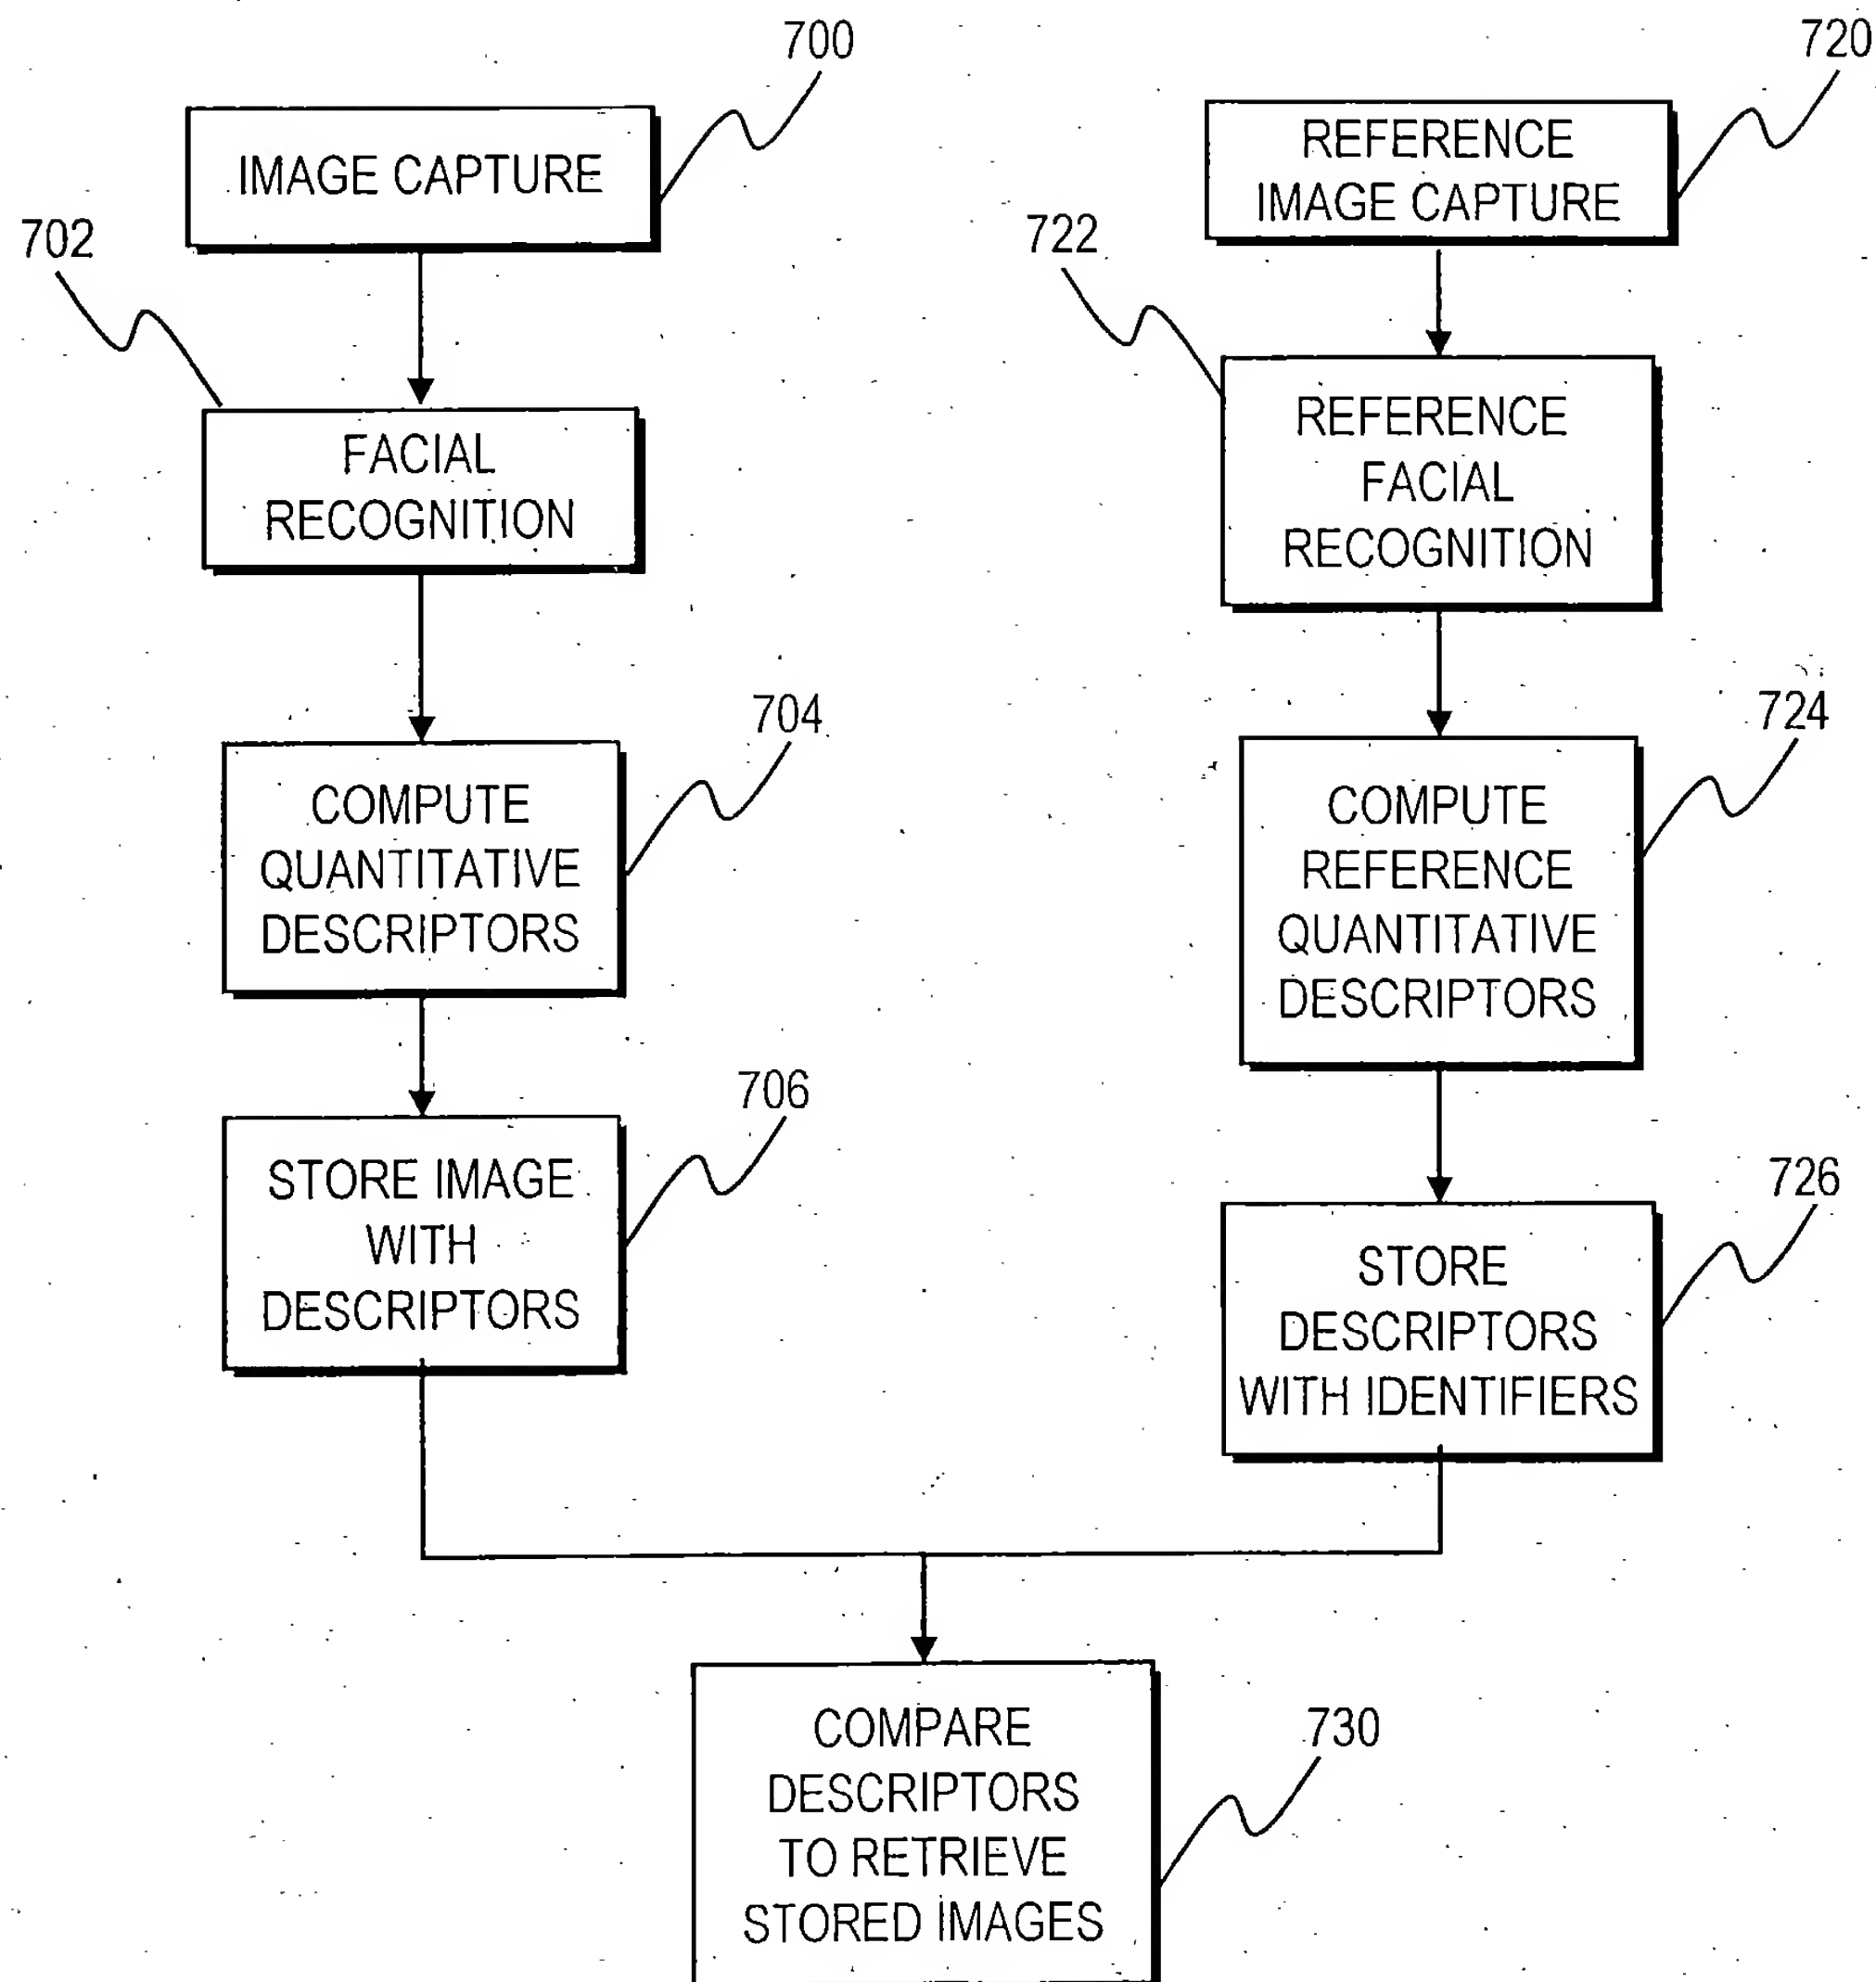 700
IMAGE CAPTURE
702
FACIAL
RECOGNITION
704
COMPUTE
QUANTITATIVE
DESCRIPTORS
706
STORE IMAGE
WITH
DESCRIPTORS
720
REFERENCE
IMAGE CAPTURE
722
REFERENCE
FACIAL
RECOGNITION
724
COMPUTE
REFERENCE
QUANTITATIVE
DESCRIPTORS
726
STORE
DESCRIPTORS
WITH IDENTIFIERS
730
COMPARE
DESCRIPTORS
TO RETRIEVE
STORED IMAGES